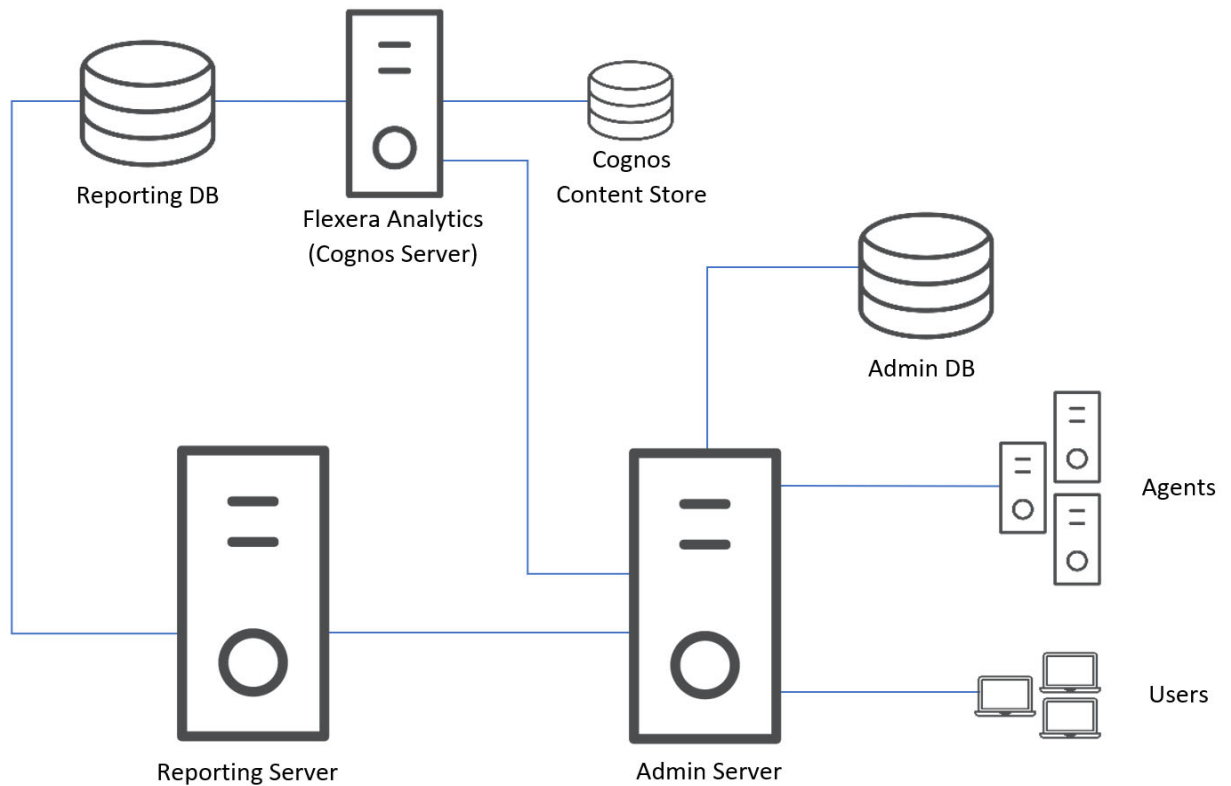 Reporting DB
Flexera Analytics
(Cognos Server)
Cognos
Content Store
Admin DB
Agents
Users
Reporting Server
Admin Server